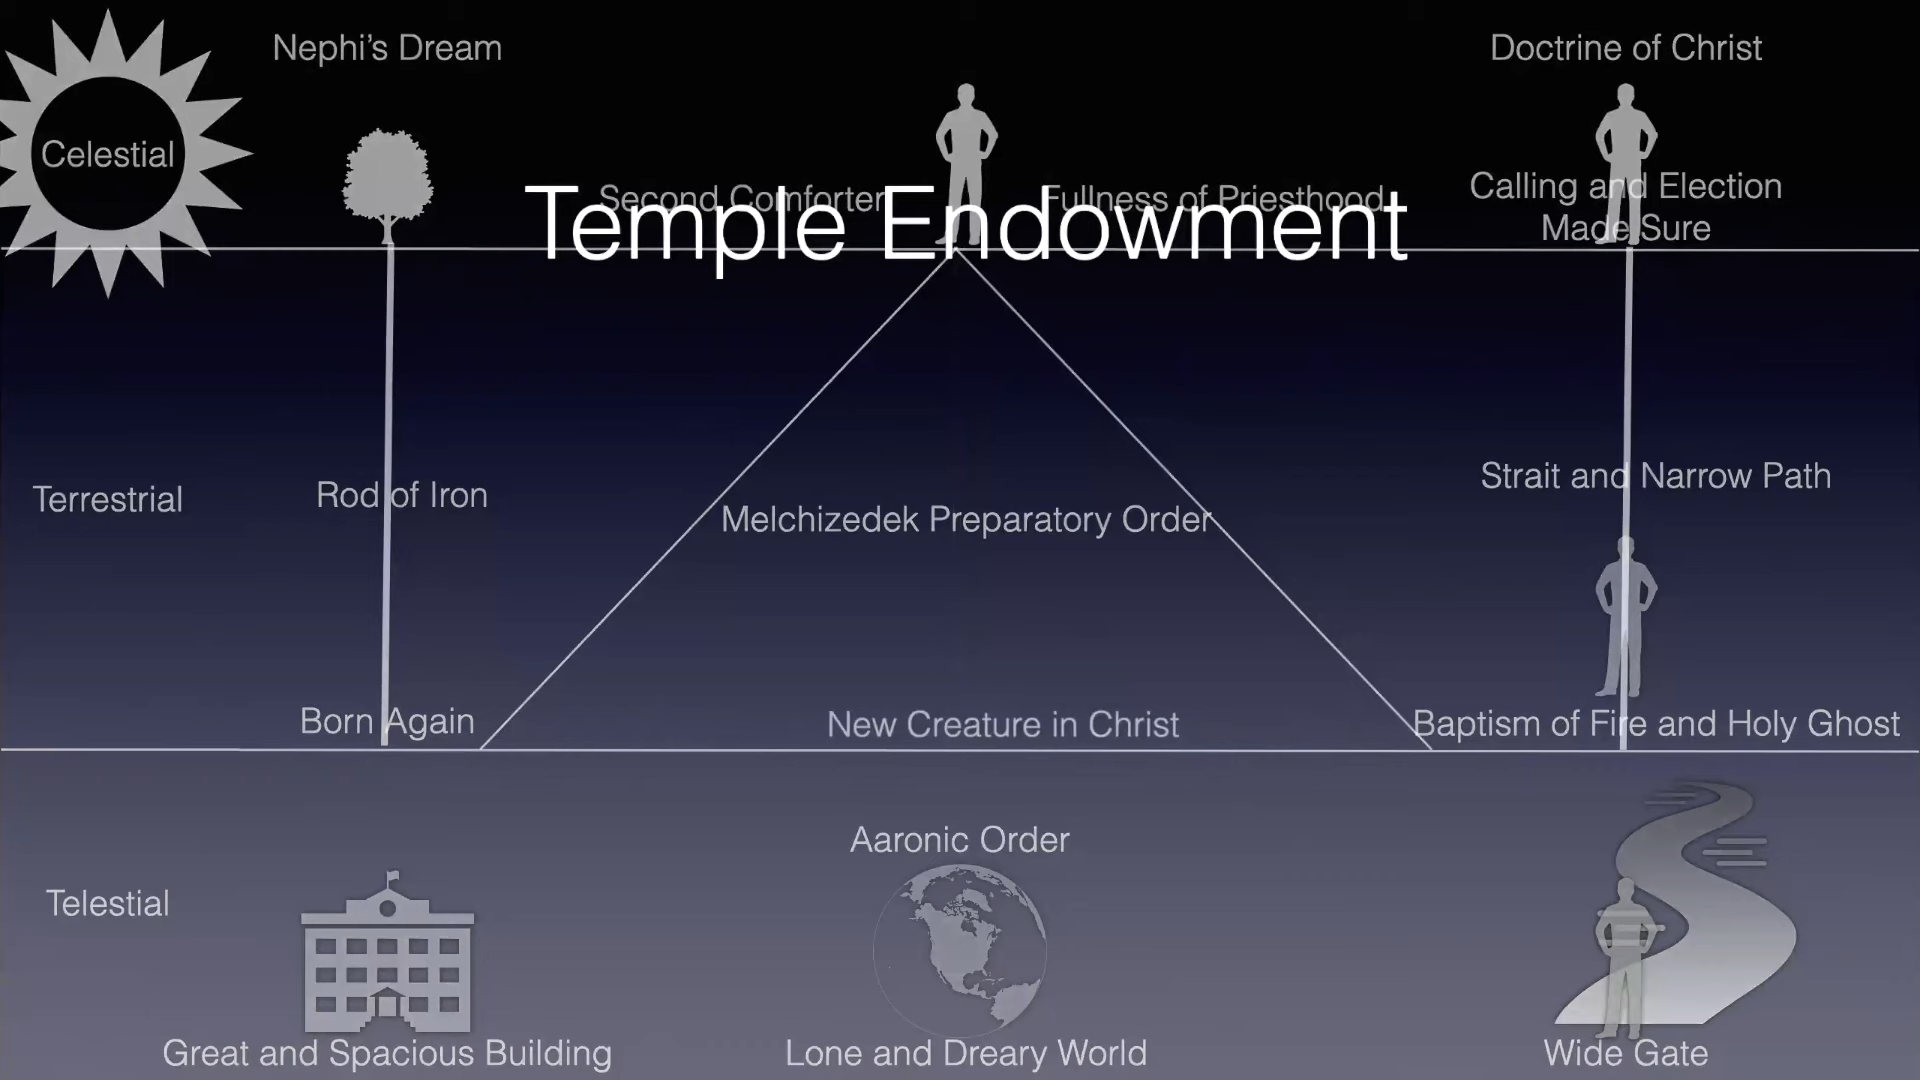 Nephi’s Dream
Doctrine of Christ
Celestial
Second Comforter
Fullness of Priesthood
Calling and Election
Made Sure
Temple Endowment
Terrestrial
Rod of Iron
Melchizedek Preparatory Order
Strait and Narrow Path
Born Again
New Creature in Christ
Baptism of Fire and Holy Ghost
Aaronic Order
Telestial
Great and Spacious Building
Lone and Dreary World
Wide Gate